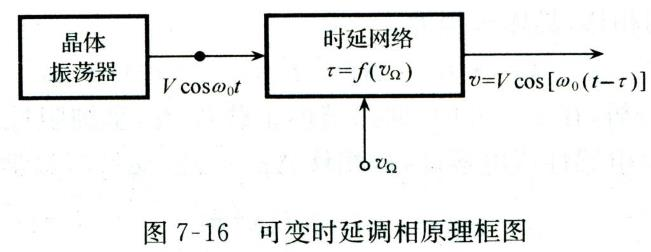 晶体
振荡器
V cosω₀t
时延网络
τ=f(v_Ω)
v=V cos[ω₀(t−τ)]
v_Ω
图 7-16 可变时延调相原理框图